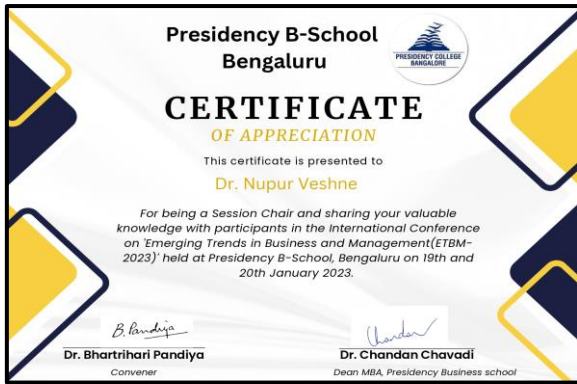 Presidency B-School
Bengaluru
PRESIDENCY COLLEGE
BANGALORE
CERTIFICATE
OF APPRECIATION
This certificate is presented to
Dr. Nupur Veshne
For being a Session Chair and sharing your valuable
knowledge with participants in the International Conference
on 'Emerging Trends in Business and Management(ETBM-
2023)' held at Presidency B-School, Bengaluru on 19th and
20th January 2023.
B. Pandiya
Chandan
Dr. Bhartrihari Pandiya
Dr. Chandan Chavadi
Convener
Dean MBA, Presidency Business school